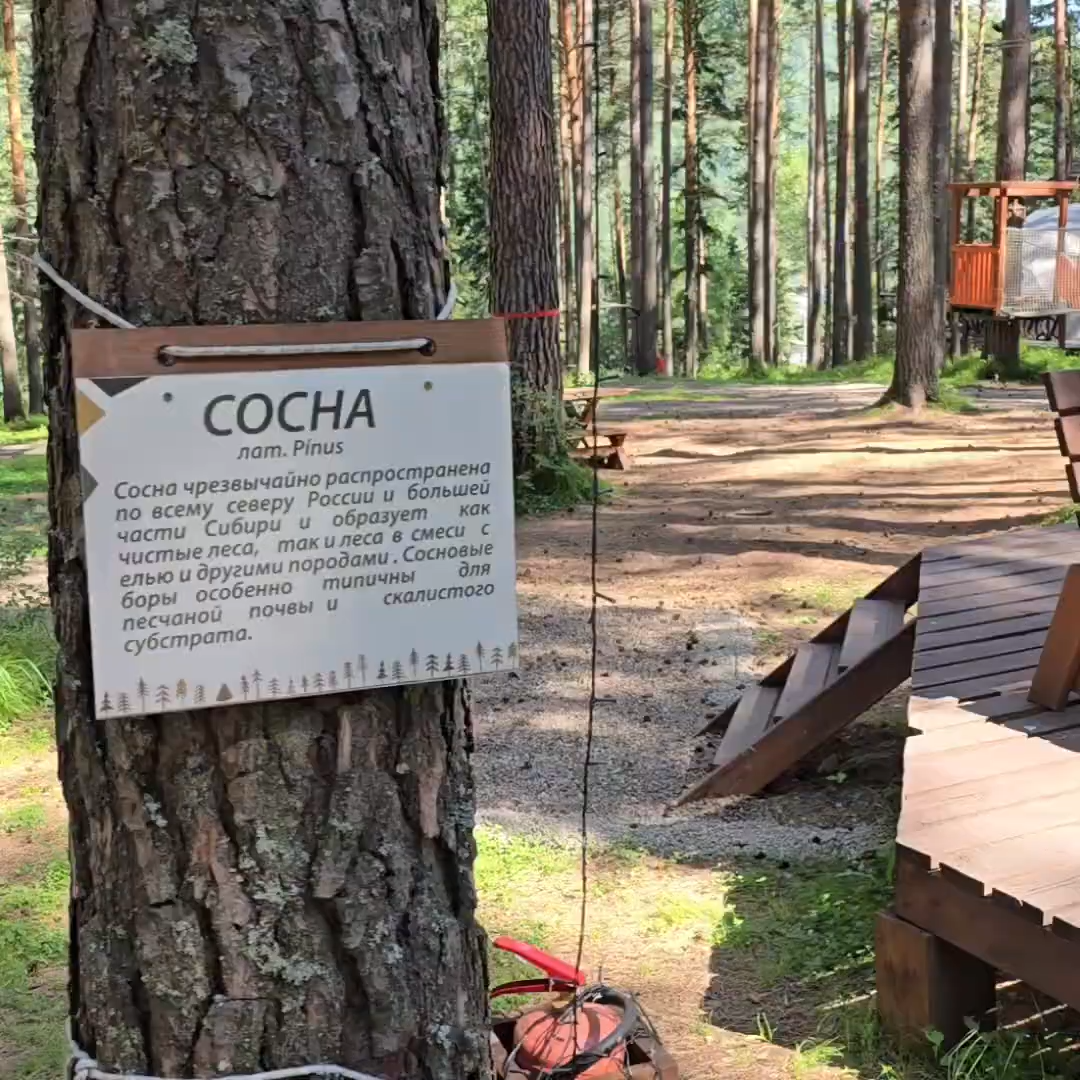 СОСНА
лат. Pinus
Сосна чрезвычайно распространена
по всему северу России и большей
части Сибири и образует как
чистые леса, так и леса в смеси с
елью и другими породами . Сосновые
боры особенно типичны для
песчаной почвы и скалистого
субстрата.